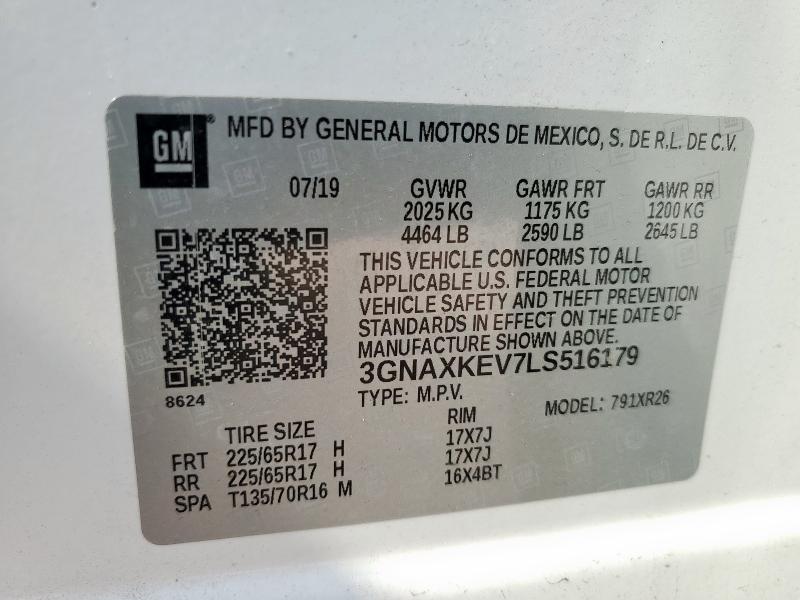 GM MFD BY GENERAL MOTORS DE MEXICO, S. DE R.L. DE C.V.
07/19 GVWR GAWR FRT GAWR RR
2025 KG 1175 KG 1200 KG
4464 LB 2590 LB 2645 LB
THIS VEHICLE CONFORMS TO ALL
APPLICABLE U.S. FEDERAL MOTOR
VEHICLE SAFETY AND THEFT PREVENTION
STANDARDS IN EFFECT ON THE DATE OF
MANUFACTURE SHOWN ABOVE.
3GNAXKEV7LS516179
8624
TYPE: M.P.V. MODEL: 791XR26
TIRE SIZE RIM
FRT 225/65R17 H 17X7J
RR 225/65R17 H 17X7J
SPA T135/70R16 M 16X4BT